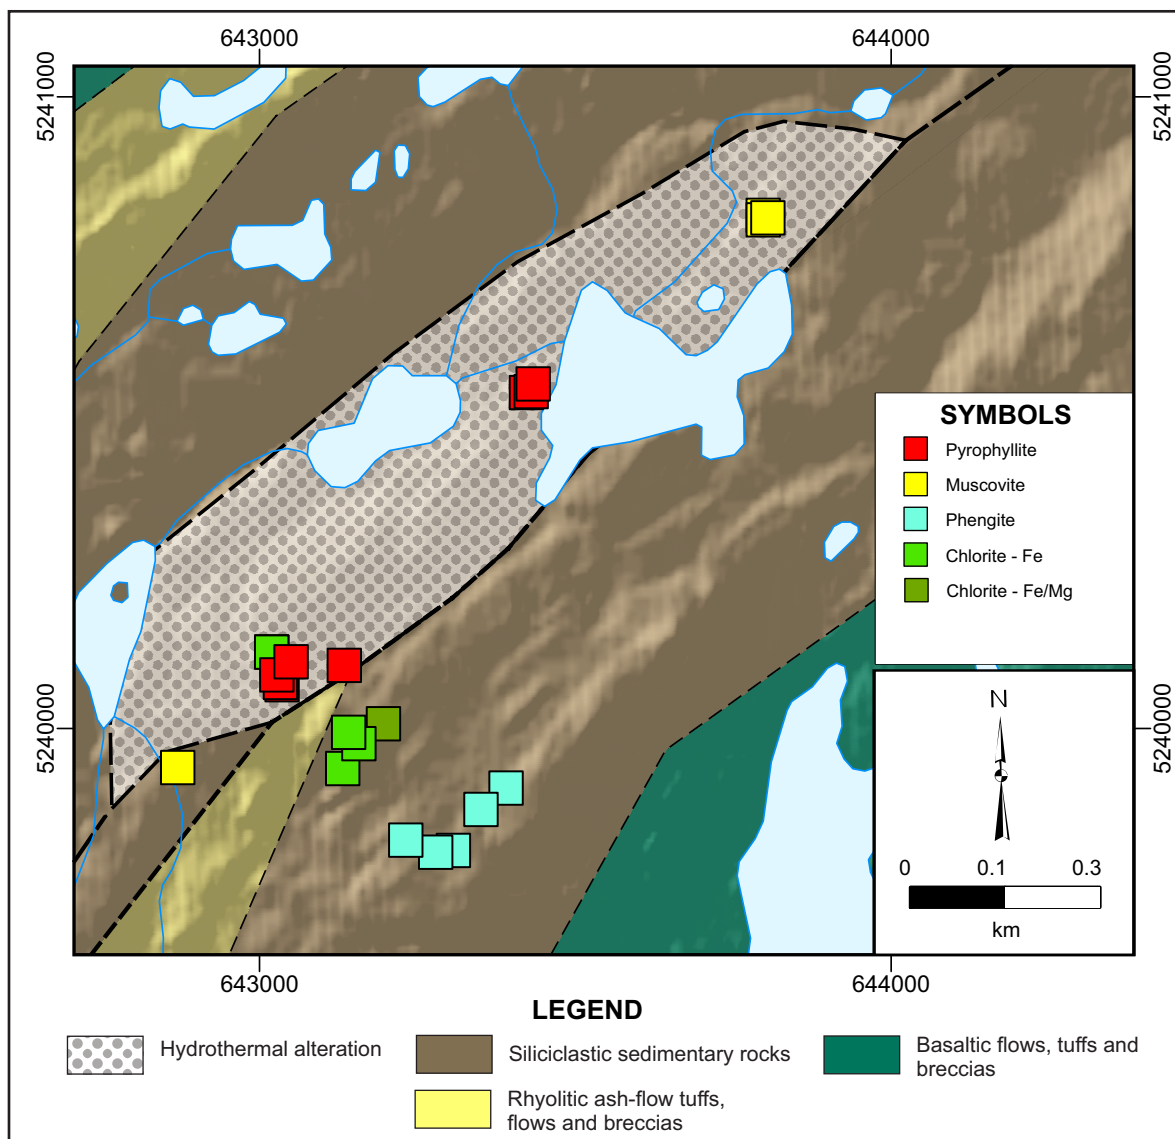 643000 644000
5241000 5241000
SYMBOLS
Pyrophyllite
Muscovite
Phengite
Chlorite - Fe
Chlorite - Fe/Mg
N
5240000 5240000
0 0.1 0.3
km
643000 644000
LEGEND
Hydrothermal alteration
Siliciclastic sedimentary rocks
Basaltic flows, tuffs and
breccias
Rhyolitic ash-flow tuffs,
flows and breccias